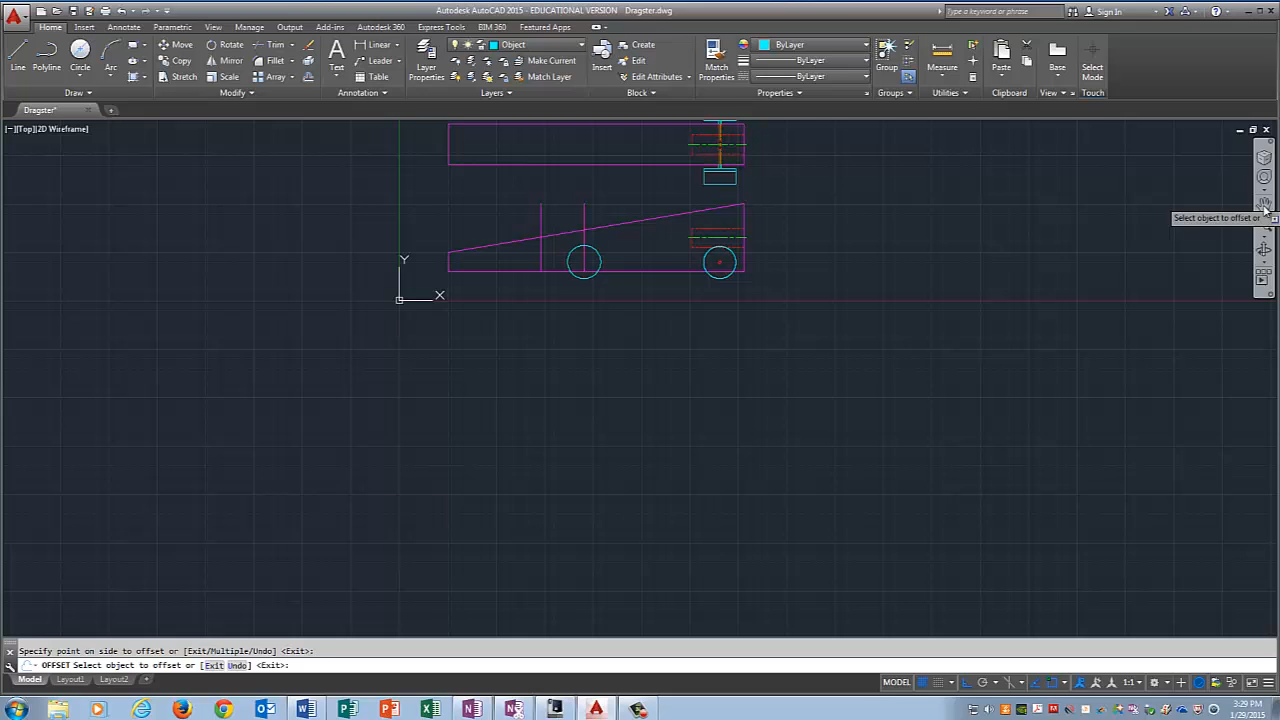 Autodesk AutoCAD 2015 - EDUCATIONAL VERSION Dragster.dwg
Type a keyword or phrase
Sign In
Home Insert Annotate Parametric View Manage Output Add-ins Autodesk 360 Express Tools BIM 360 Featured Apps
Line Polyline Circle Arc
Move Rotate Trim
Copy Mirror Fillet
Stretch Scale Array
Text
Linear
Leader
Table
Layer Properties
Object
Make Current
Match Layer
Insert
Create
Edit
Edit Attributes
Match Properties
ByLayer
ByLayer
ByLayer
Group
Measure
Paste
Base
Select Mode
Draw Modify Annotation Layers Block Properties Groups Utilities Clipboard View Touch
Dragster*
[−][Top][2D Wireframe]
Select object to offset or
Y
X
Specify point on side to offset or [Exit/Multiple/Undo] <Exit>:
OFFSET Select object to offset or [Exit Undo] <Exit>:
Model Layout1 Layout2 +
MODEL
1:1
3:29 PM
1/29/2015